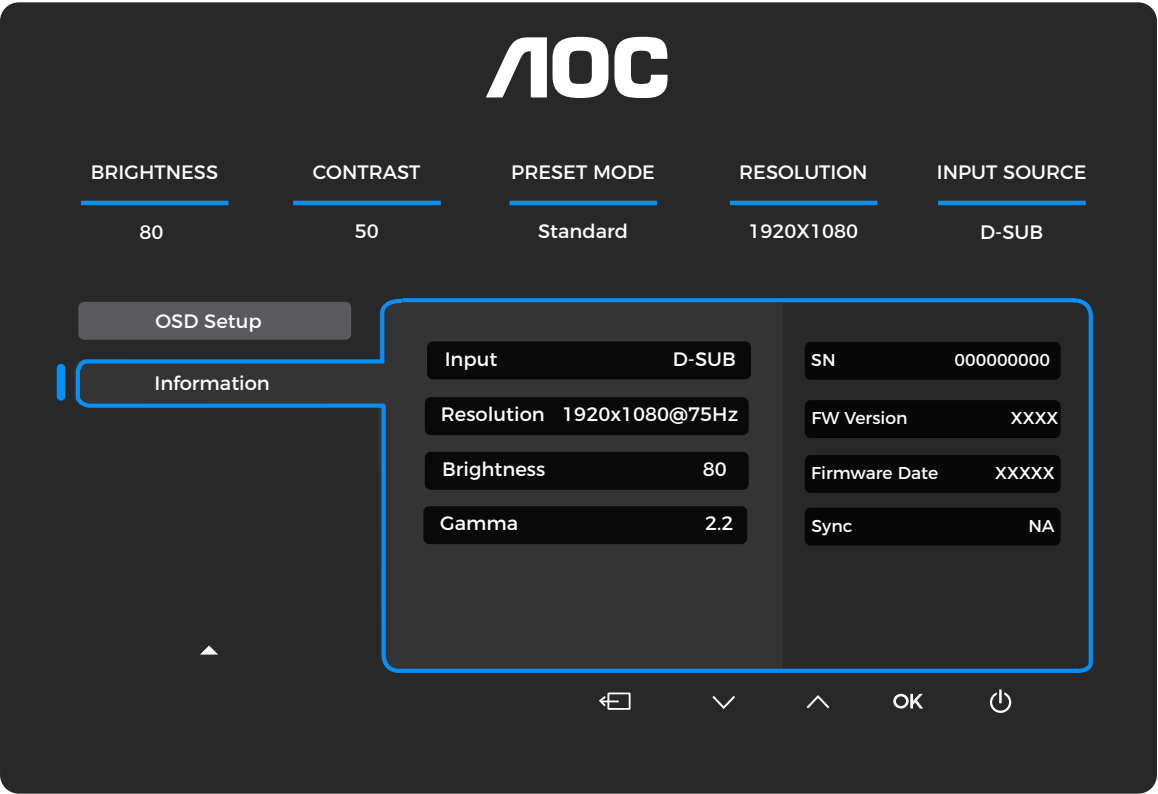 AOC
BRIGHTNESS CONTRAST PRESET MODE RESOLUTION INPUT SOURCE
80 50 Standard 1920X1080 D-SUB
OSD Setup
Information
Input D-SUB
Resolution 1920x1080@75Hz
Brightness 80
Gamma 2.2
SN 000000000
FW Version XXXX
Firmware Date XXXXX
Sync NA
OK